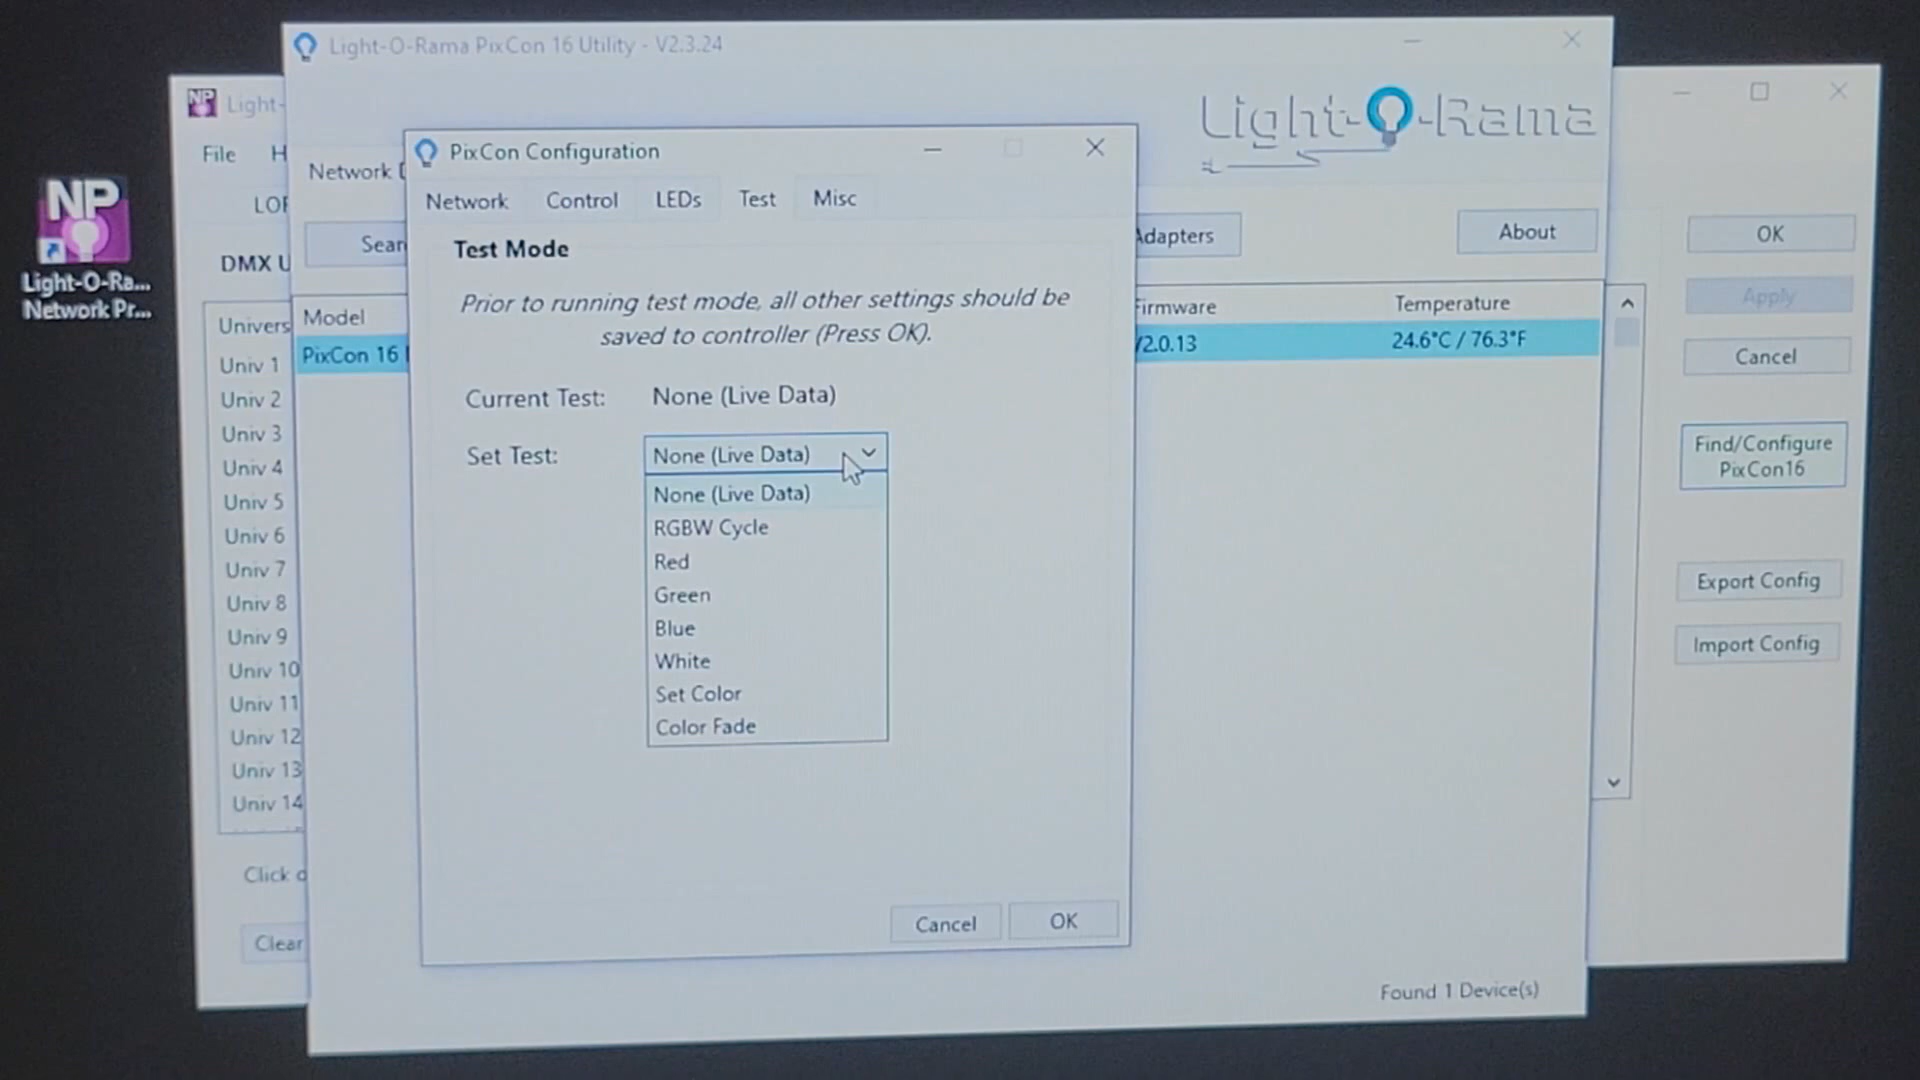 Light-O-Rama PixCon 16 Utility - V2.3.24
NP
Light-
Light-O-Rama
File
Network
PixCon Configuration
Network Control LEDs Test Misc
Adapters
About
OK
Test Mode
DMX
Apply
Prior to running test mode, all other settings should be
saved to controller (Press OK).
Model
Firmware
Temperature
PixCon 16
V2.0.13
24.6°C / 76.3°F
Cancel
Current Test: None (Live Data)
Set Test: None (Live Data)
None (Live Data)
RGBW Cycle
Red
Green
Blue
White
Set Color
Color Fade
Find/Configure
PixCon16
Export Config
Import Config
Univ 1
Univ 2
Univ 3
Univ 4
Univ 5
Univ 6
Univ 7
Univ 8
Univ 9
Univ 10
Univ 11
Univ 12
Univ 13
Univ 14
Click
Clear
Cancel
OK
Found 1 Device(s)
NP
Light-O-Ra...
Network Pr...